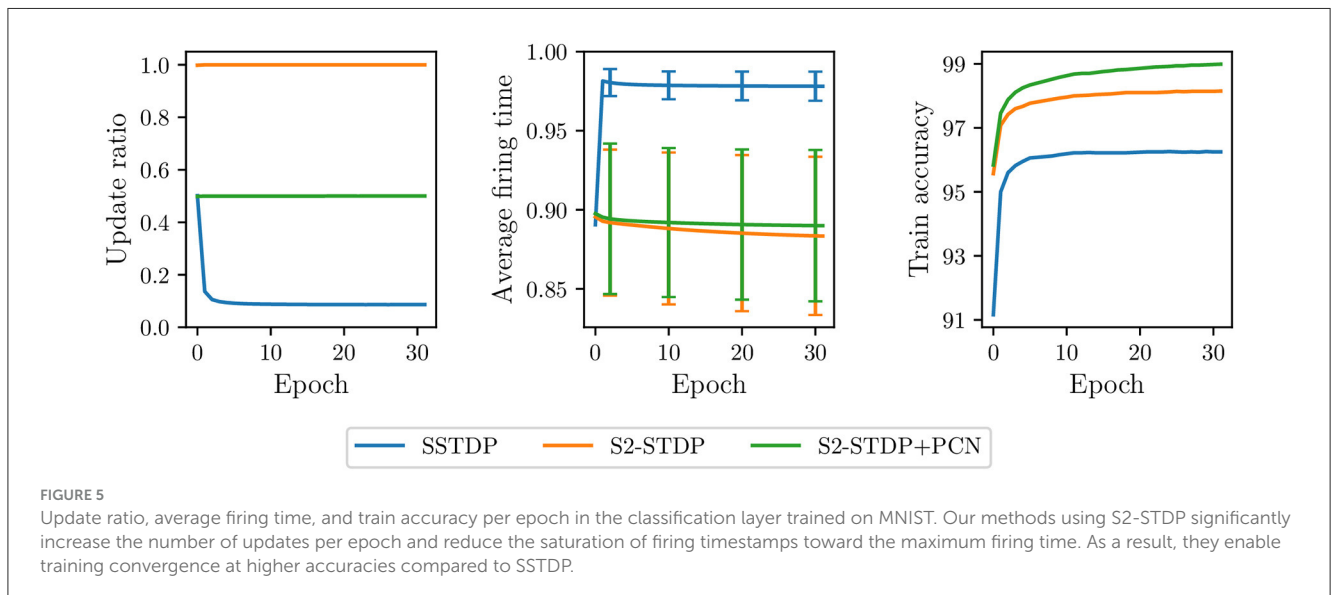 Update ratio
1.0
0.8
0.6
0.4
0.2
0.0
0
10
20
30
Epoch
Average firing time
1.00
0.95
0.90
0.85
0
10
20
30
Epoch
Train accuracy
99
97
95
93
91
0
10
20
30
Epoch
SSTDP
S2-STDP
S2-STDP+PCN
FIGURE 5
Update ratio, average firing time, and train accuracy per epoch in the classification layer trained on MNIST. Our methods using S2-STDP significantly
increase the number of updates per epoch and reduce the saturation of firing timestamps toward the maximum firing time. As a result, they enable
training convergence at higher accuracies compared to SSTDP.